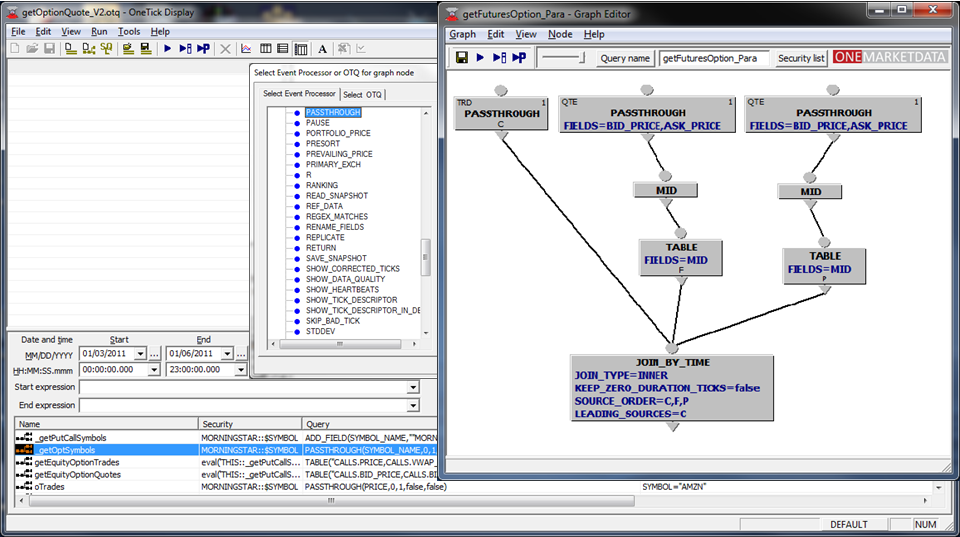 getOptionQuote_V2.otq - OneTick Display
File Edit View Run Tools Help
A
Select Event Processor or OTQ for graph node
Select Event Processor Select OTQ
PASSTHROUGH
PAUSE
PORTFOLIO_PRICE
PRESORT
PREVAILING_PRICE
PRIMARY_EXCH
R
RANKING
READ_SNAPSHOT
REF_DATA
REGEX_MATCHES
RENAME_FIELDS
REPLICATE
RETURN
SAVE_SNAPSHOT
SHOW_CORRECTED_TICKS
SHOW_DATA_QUALITY
SHOW_HEARTBEATS
SHOW_TICK_DESCRIPTOR
SHOW_TICK_DESCRIPTOR_IN_DE
SKIP_BAD_TICK
STDDEV
Date and time Start End
MM/DD/YYYY 01/03/2011 ... 01/06/2011 ...
HH:MM:SS.mmm 00:00:00.000 23:00:00.000
Start expression
End expression
Name Security Query
_getPutCallSymbols MORNINGSTAR::$SYMBOL ADD_FIELD(SYMBOL_NAME,""MORN
_getOptSymbols MORNINGSTAR::$SYMBOL PASSTHROUGH(SYMBOL_NAME,0,1
getEquityOptionTrades eval('THIS::_getPutCallS... TABLE("CALLS.PRICE,CALLS.VWAP_
getEquityOptionQuotes eval('THIS::_getPutCallS... TABLE("CALLS.BID_PRICE,CALLS.BI
oTrades MORNINGSTAR::$SYMBOL PASSTHROUGH(PRICE,0,1,false,false) SYMBOL="AMZN"
DEFAULT NUM
getFuturesOption_Para - Graph Editor
Graph Edit View Node Help
Query name getFuturesOption_Para Security list ONEMARKETDATA
TRD 1
PASSTHROUGH
C
QTE 1
PASSTHROUGH
FIELDS=BID_PRICE,ASK_PRICE
QTE 1
PASSTHROUGH
FIELDS=BID_PRICE,ASK_PRICE
MID
MID
TABLE
FIELDS=MID
F
TABLE
FIELDS=MID
P
JOIN_BY_TIME
JOIN_TYPE=INNER
KEEP_ZERO_DURATION_TICKS=false
SOURCE_ORDER=C,F,P
LEADING_SOURCES=C